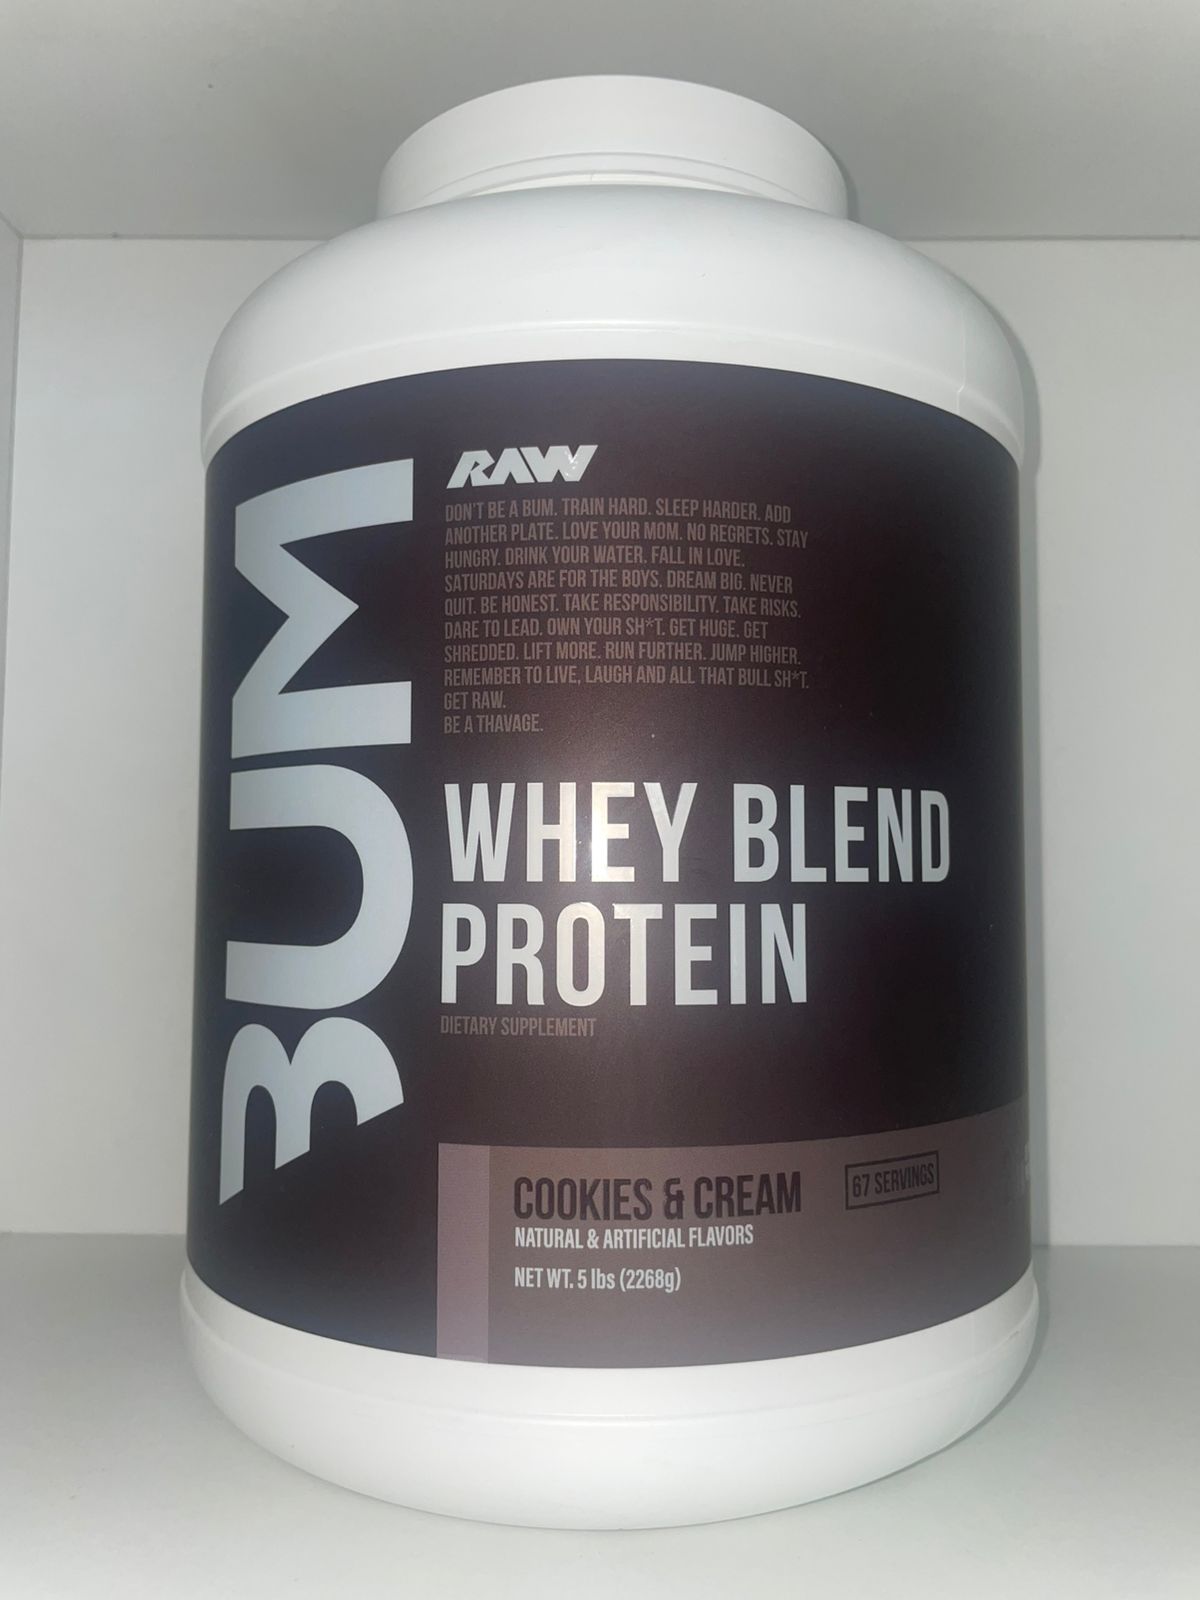 BUM
RAW
DON'T BE A BUM. TRAIN HARD. SLEEP HARDER. ADD
ANOTHER PLATE. LOVE YOUR MOM. NO REGRETS. STAY
HUNGRY. DRINK YOUR WATER. FALL IN LOVE.
SATURDAYS ARE FOR THE BOYS. DREAM BIG. NEVER
QUIT. BE HONEST. TAKE RESPONSIBILITY. TAKE RISKS.
DARE TO LEAD. OWN YOUR SH*T. GET HUGE. GET
SHREDDED. LIFT MORE. RUN FURTHER. JUMP HIGHER.
REMEMBER TO LIVE, LAUGH AND ALL THAT BULL SH*T.
GET RAW.
BE A THAVAGE.
WHEY BLEND
PROTEIN
DIETARY SUPPLEMENT
COOKIES & CREAM
67 SERVINGS
NATURAL & ARTIFICIAL FLAVORS
NET WT. 5 lbs (2268g)